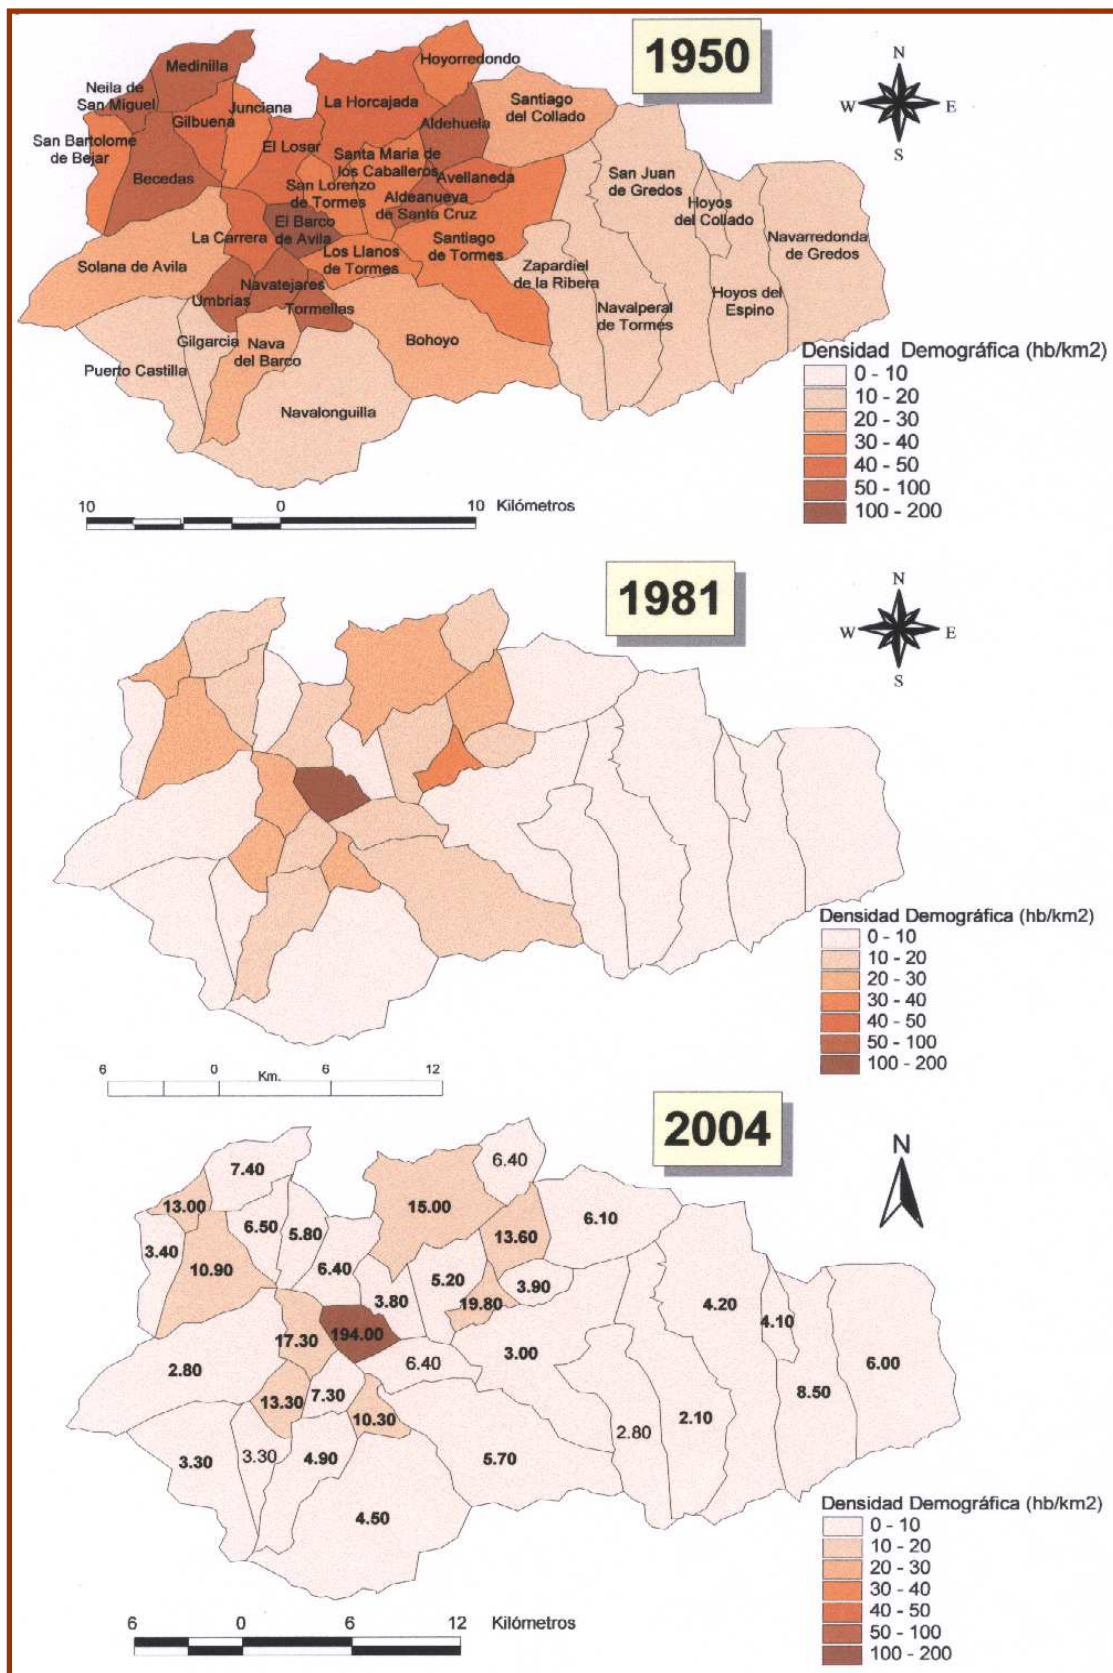 1950
N
W
E
S
Hoyorredondo
Medinilla
Neila de
San Miguel
Junciana
La Horcajada
Santiago
del Collado
Gilbuena
Aldehuela
San Bartolome
de Bejar
El Losar
Santa Maria de
los Caballeros
Becedas
Avellaneda
San Juan
de Gredos
San Lorenzo
de Tormes
Aldeanueva
de Santa Cruz
Hoyos
del Collado
El Barco
de Avila
La Carrera
Santiago
de Tormes
Navarredonda
de Gredos
Solana de Avila
Los Llanos
de Tormes
Zapardiel
de la Ribera
Navatejares
Umbrias
Tormellas
Navalperal
de Tormes
Hoyos del
Espino
Gilgarcia
Nava
del Barco
Bohoyo
Puerto Castilla
Navalonguilla
Densidad Demográfica (hb/km2)
0 - 10
10 - 20
20 - 30
30 - 40
40 - 50
50 - 100
100 - 200
10 0 10 Kilómetros
1981
N
W
E
S
Densidad Demográfica (hb/km2)
0 - 10
10 - 20
20 - 30
30 - 40
40 - 50
50 - 100
100 - 200
6 0 Km. 6 12
2004
N
6.40
7.40
13.00
15.00
6.50
5.80
6.10
13.60
3.40
10.90
6.40
5.20
3.90
3.80
19.80
4.20
4.10
17.30
194.00
3.00
6.40
6.00
2.80
7.30
13.30
10.30
8.50
2.10
2.80
3.30
3.30
4.90
5.70
4.50
Densidad Demográfica (hb/km2)
0 - 10
10 - 20
20 - 30
30 - 40
40 - 50
50 - 100
100 - 200
6 0 6 12 Kilómetros